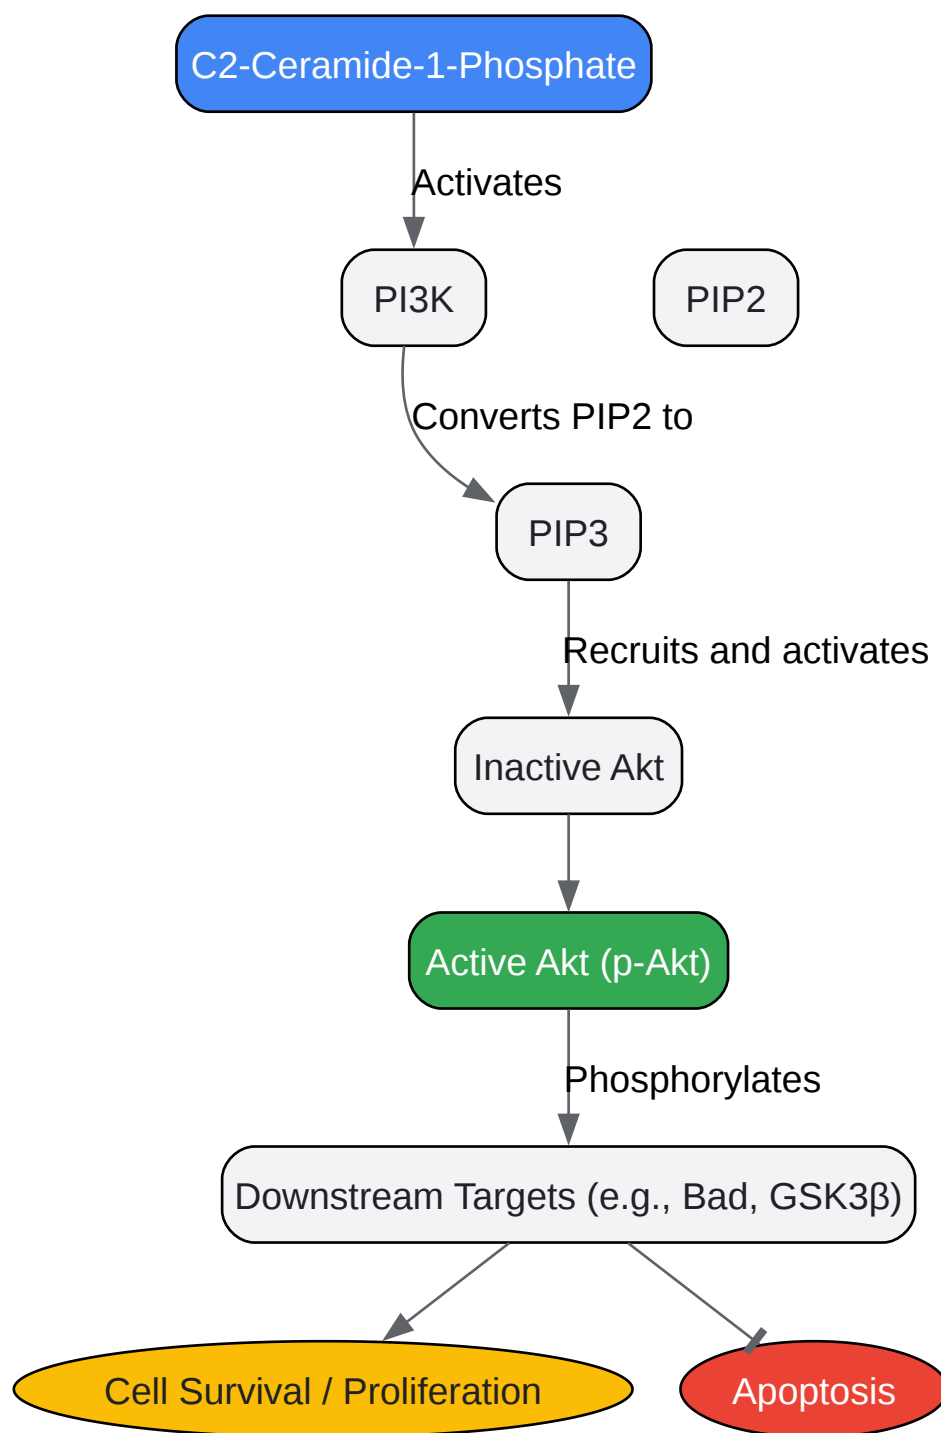 C2-Ceramide-1-Phosphate
Activates
PI3K
PIP2
Converts PIP2 to
PIP3
Recruits and activates
Inactive Akt
Active Akt (p-Akt)
Phosphorylates
Downstream Targets (e.g., Bad, GSK3β)
Cell Survival / Proliferation
Apoptosis